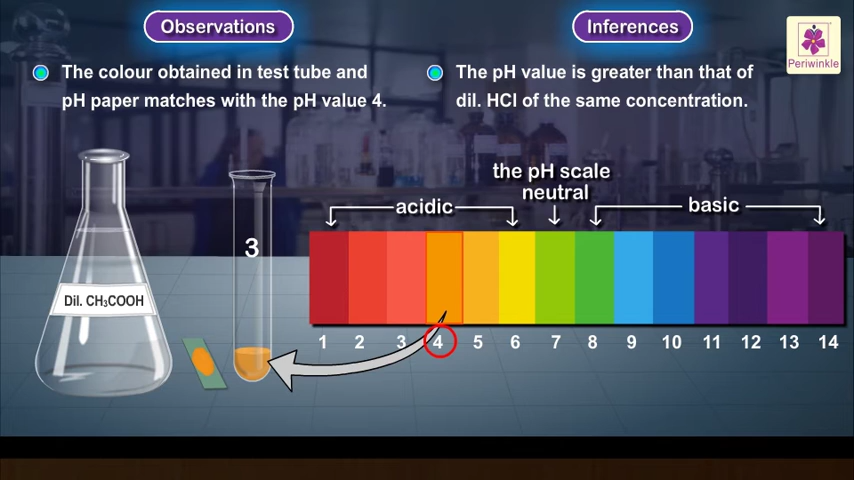 Observations
The colour obtained in test tube and
pH paper matches with the pH value 4.
Inferences
The pH value is greater than that of
dil. HCl of the same concentration.
Periwinkle
the pH scale
neutral
acidic
basic
3
Dil. CH₃COOH
1 2 3 4 5 6 7 8 9 10 11 12 13 14